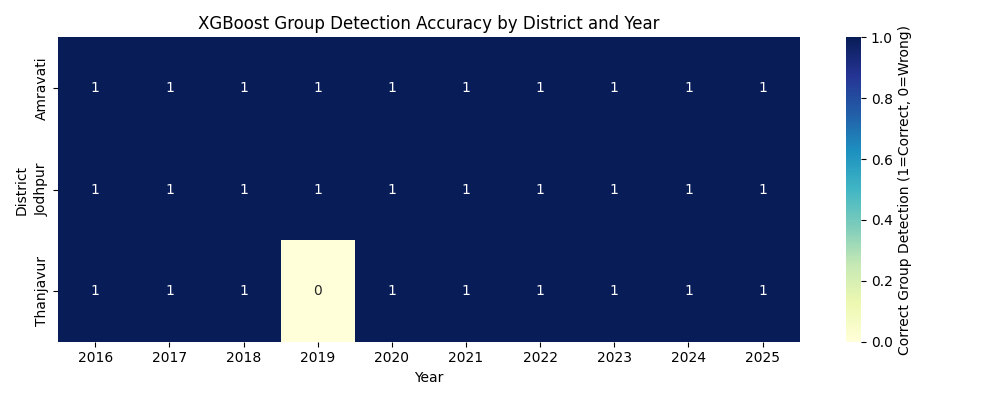 XGBoost Group Detection Accuracy by District and Year
District
Amravati
1 1 1 1 1 1 1 1 1 1
Jodhpur
1 1 1 1 1 1 1 1 1 1
Thanjavur
1 1 1 0 1 1 1 1 1 1
2016 2017 2018 2019 2020 2021 2022 2023 2024 2025
Year
1.0
0.8
0.6
0.4
0.2
0.0
Correct Group Detection (1=Correct, 0=Wrong)